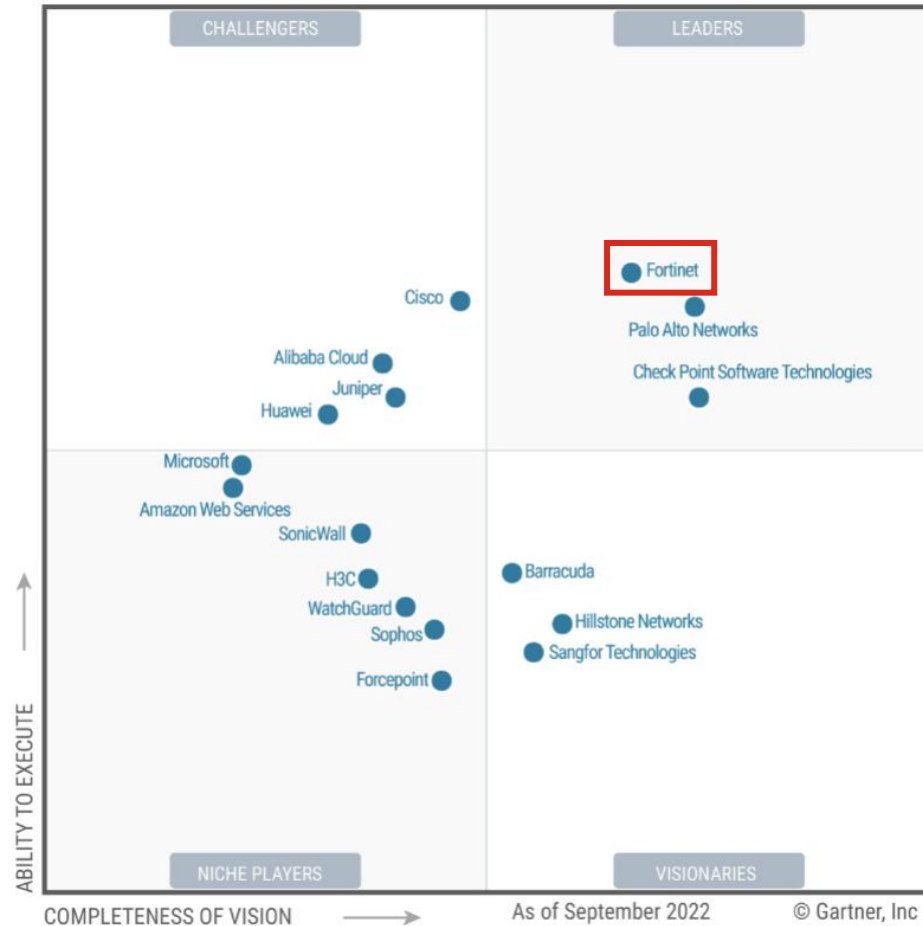 CHALLENGERS
LEADERS
Fortinet
Cisco
Palo Alto Networks
Alibaba Cloud
Check Point Software Technologies
Juniper
Huawei
Microsoft
Amazon Web Services
SonicWall
H3C
Barracuda
WatchGuard
Hillstone Networks
Sophos
Sangfor Technologies
Forcepoint
ABILITY TO EXECUTE
NICHE PLAYERS
VISIONARIES
COMPLETENESS OF VISION
As of September 2022
© Gartner, Inc